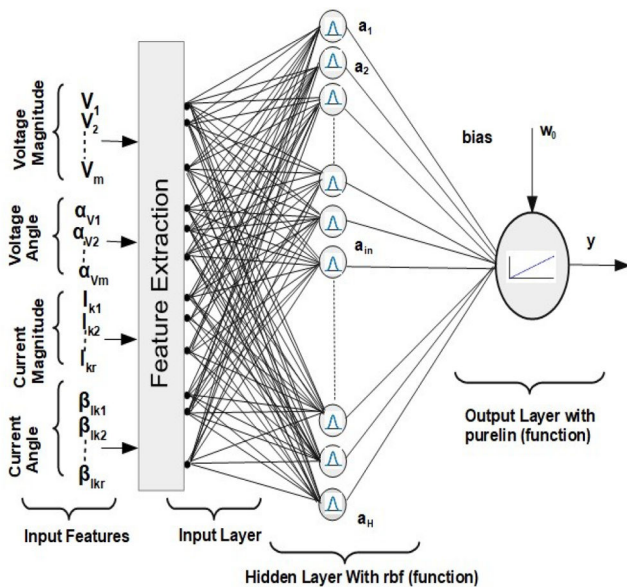 Voltage
Magnitude
V1
V2
Vm
Voltage
Angle
αV1
αV2
αVm
Current
Magnitude
Ik1
Ik2
Ikr
Current
Angle
βIk1
βIk2
βIkr
Input Features
Feature Extraction
Input Layer
a1
a2
ain
aH
Hidden Layer With rbf (function)
bias
w0
y
Output Layer with
purelin (function)